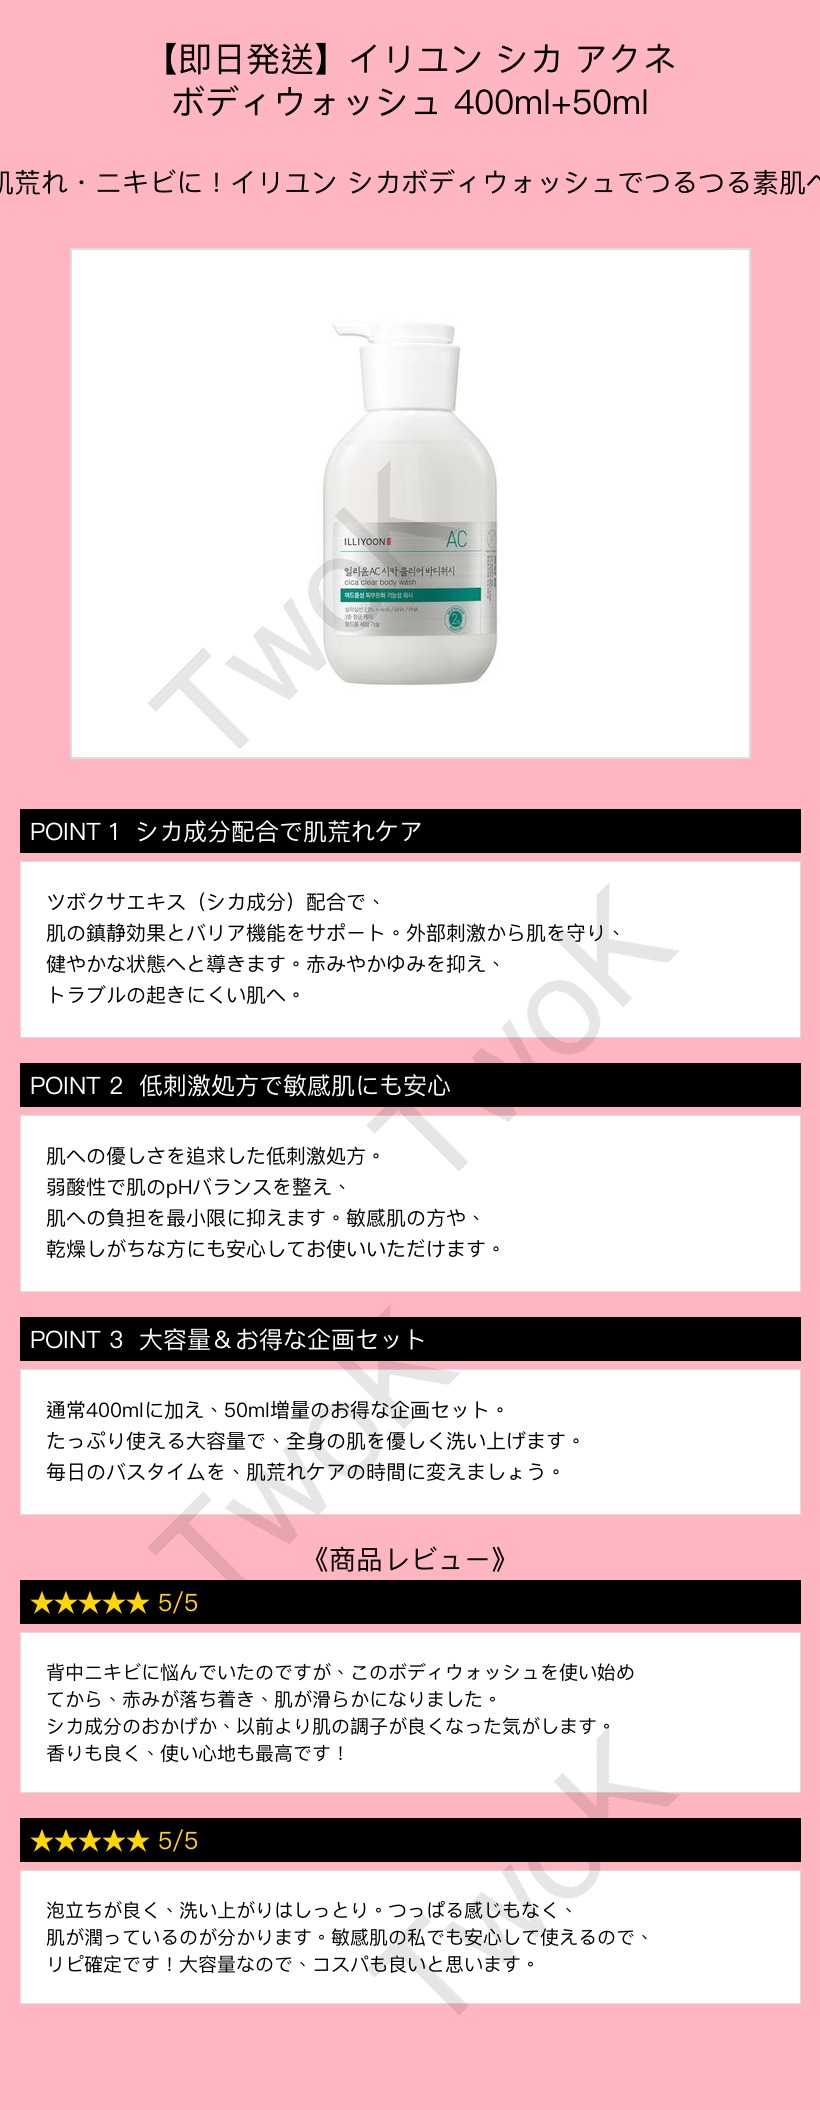 【即日発送】イリユン シカ アクネ
ボディウォッシュ 400ml+50ml
肌荒れ・ニキビに！イリユン シカボディウォッシュでつるつる素肌へ
ILLIYOON
AC
일리윤 AC 시카 클리어 바디워시
cica clear body wash
여드름성 피부완화 기능성 워시
POINT 1 シカ成分配合で肌荒れケア
ツボクサエキス（シカ成分）配合で、
肌の鎮静効果とバリア機能をサポート。外部刺激から肌を守り、
健やかな状態へと導きます。赤みやかゆみを抑え、
トラブルの起きにくい肌へ。
POINT 2 低刺激処方で敏感肌にも安心
肌への優しさを追求した低刺激処方。
弱酸性で肌のpHバランスを整え、
肌への負担を最小限に抑えます。敏感肌の方や、
乾燥しがちな方にも安心してお使いいただけます。
POINT 3 大容量＆お得な企画セット
通常400mlに加え、50ml増量のお得な企画セット。
たっぷり使える大容量で、全身の肌を優しく洗い上げます。
毎日のバスタイムを、肌荒れケアの時間に変えましょう。
《商品レビュー》
★★★★★ 5/5
背中ニキビに悩んでいたのですが、このボディウォッシュを使い始め
てから、赤みが落ち着き、肌が滑らかになりました。
シカ成分のおかげか、以前より肌の調子が良くなった気がします。
香りも良く、使い心地も最高です！
★★★★★ 5/5
泡立ちが良く、洗い上がりはしっとり。つっぱる感じもなく、
肌が潤っているのが分かります。敏感肌の私でも安心して使えるので、
リピ確定です！大容量なので、コスパも良いと思います。
TwoK
TwoK
TwoK
TwoK